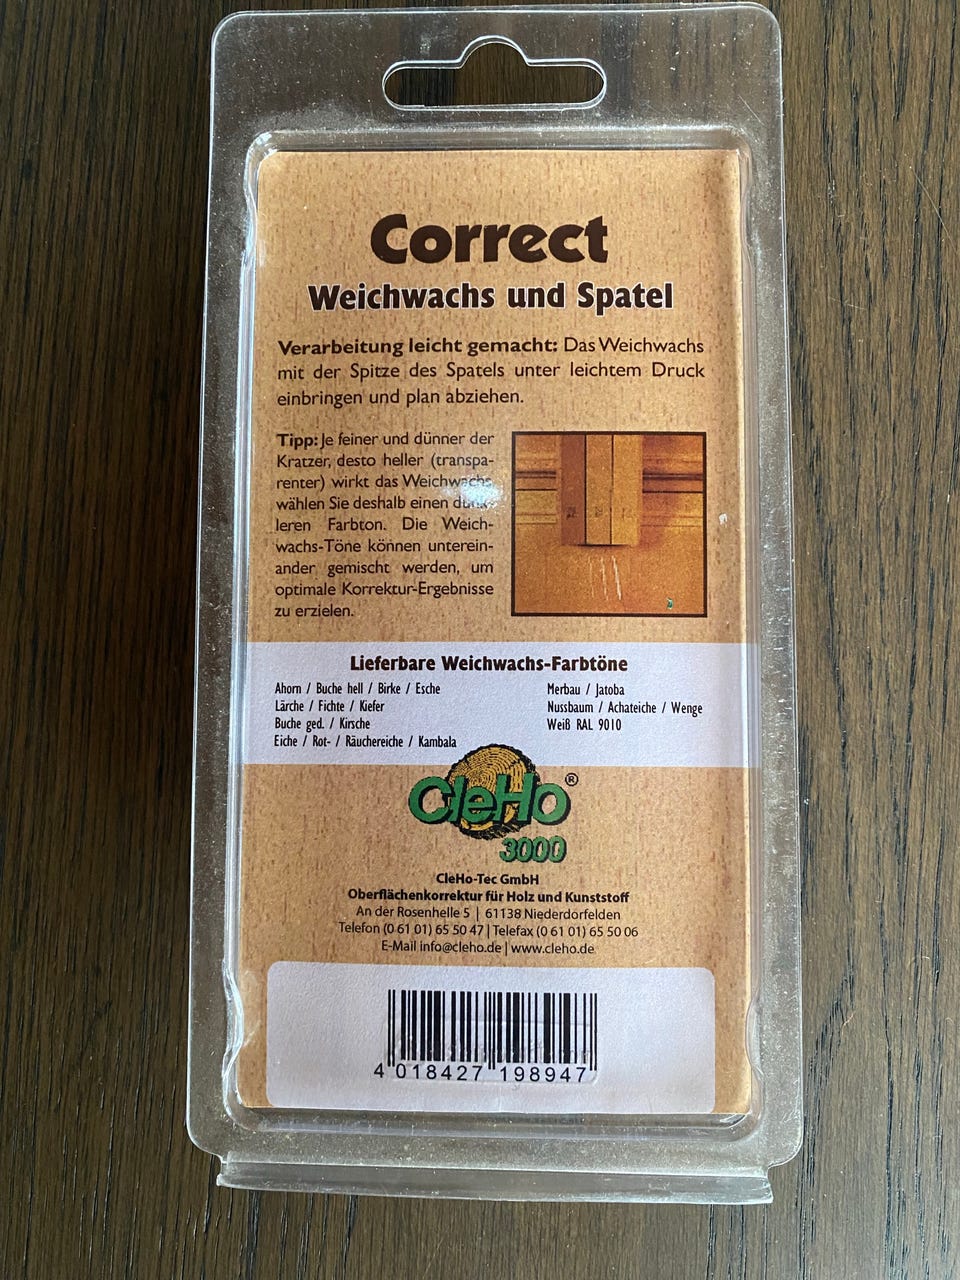 Correct
Weichwachs und Spatel
Verarbeitung leicht gemacht: Das Weichwachs
mit der Spitze des Spatels unter leichtem Druck
einbringen und plan abziehen.
Tipp: Je feiner und dünner der
Kratzer, desto heller (transpa-
renter) wirkt das Weichwachs,
wählen Sie deshalb einen dunk-
leren Farbton. Die Weich-
wachs-Töne können unterein-
ander gemischt werden, um
optimale Korrektur-Ergebnisse
zu erzielen.
Lieferbare Weichwachs-Farbtöne
Ahorn / Buche hell / Birke / Esche
Lärche / Fichte / Kiefer
Buche ged. / Kirsche
Eiche / Rot- / Räuchereiche / Kambala
Merbau / Jatoba
Nussbaum / Achateiche / Wenge
Weiß RAL 9010
CleHo®
3000
CleHo-Tec GmbH
Oberflächenkorrektur für Holz und Kunststoff
An der Rosenhelle 5 | 61138 Niederdorfelden
Telefon (0 61 01) 65 50 47 | Telefax (0 61 01) 65 50 06
E-Mail info@cleho.de | www.cleho.de
4 018427 198947